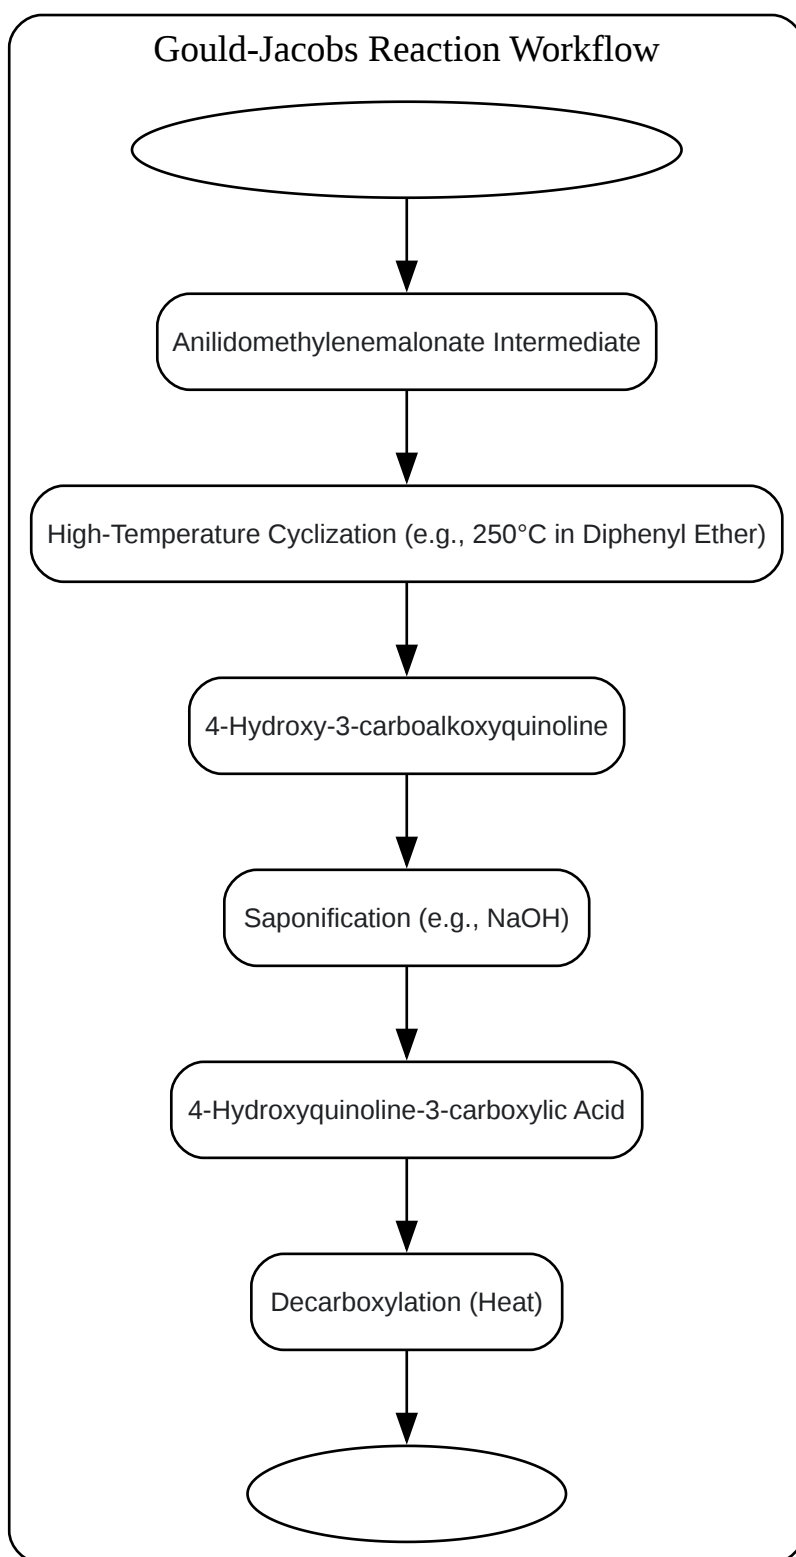 Gould-Jacobs Reaction Workflow
Anilidomethylenemalonate Intermediate
High-Temperature Cyclization (e.g., 250°C in Diphenyl Ether)
4-Hydroxy-3-carboalkoxyquinoline
Saponification (e.g., NaOH)
4-Hydroxyquinoline-3-carboxylic Acid
Decarboxylation (Heat)